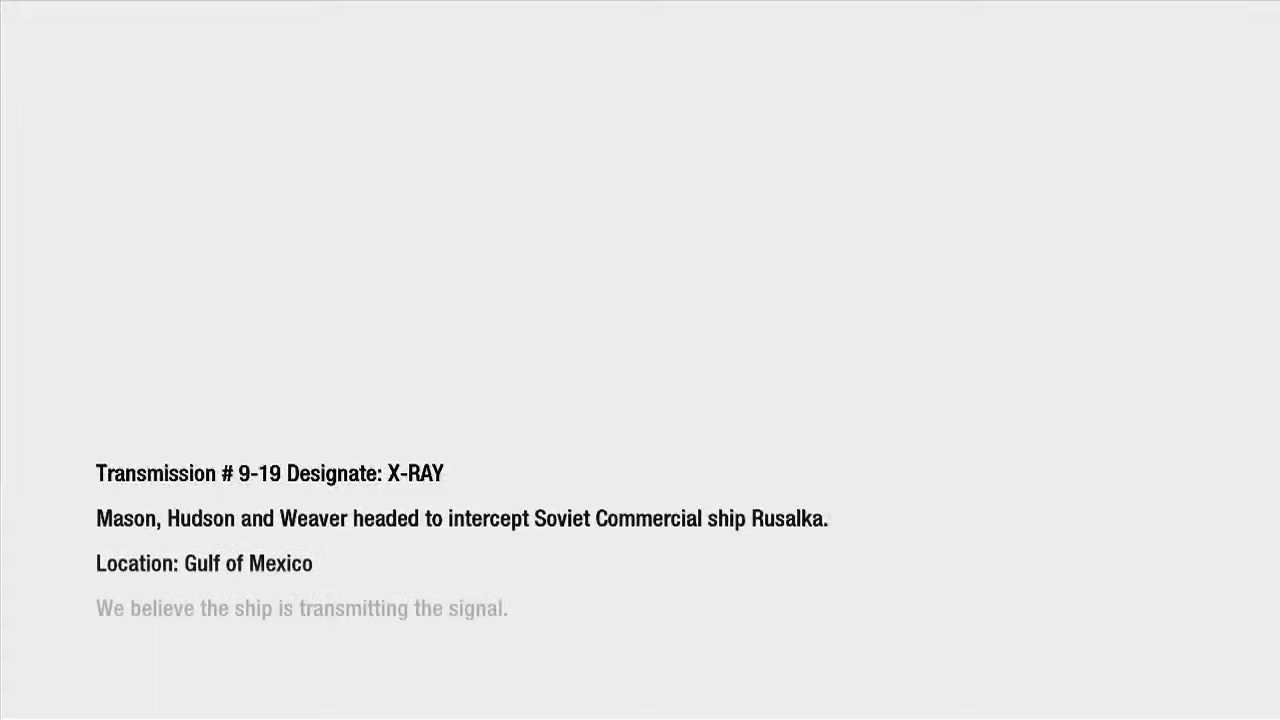 Transmission # 9-19 Designate: X-RAY
Mason, Hudson and Weaver headed to intercept Soviet Commercial ship Rusalka.
Location: Gulf of Mexico
We believe the ship is transmitting the signal.